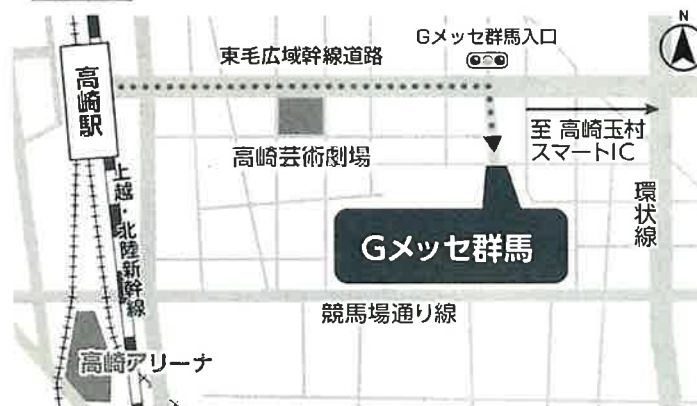 N
Gメッセ群馬入口
東毛広域幹線道路
高崎駅
至 高崎玉村
スマートIC
高崎芸術劇場
環状線
上越・北陸新幹線
Gメッセ群馬
競馬場通り線
高崎アリーナ